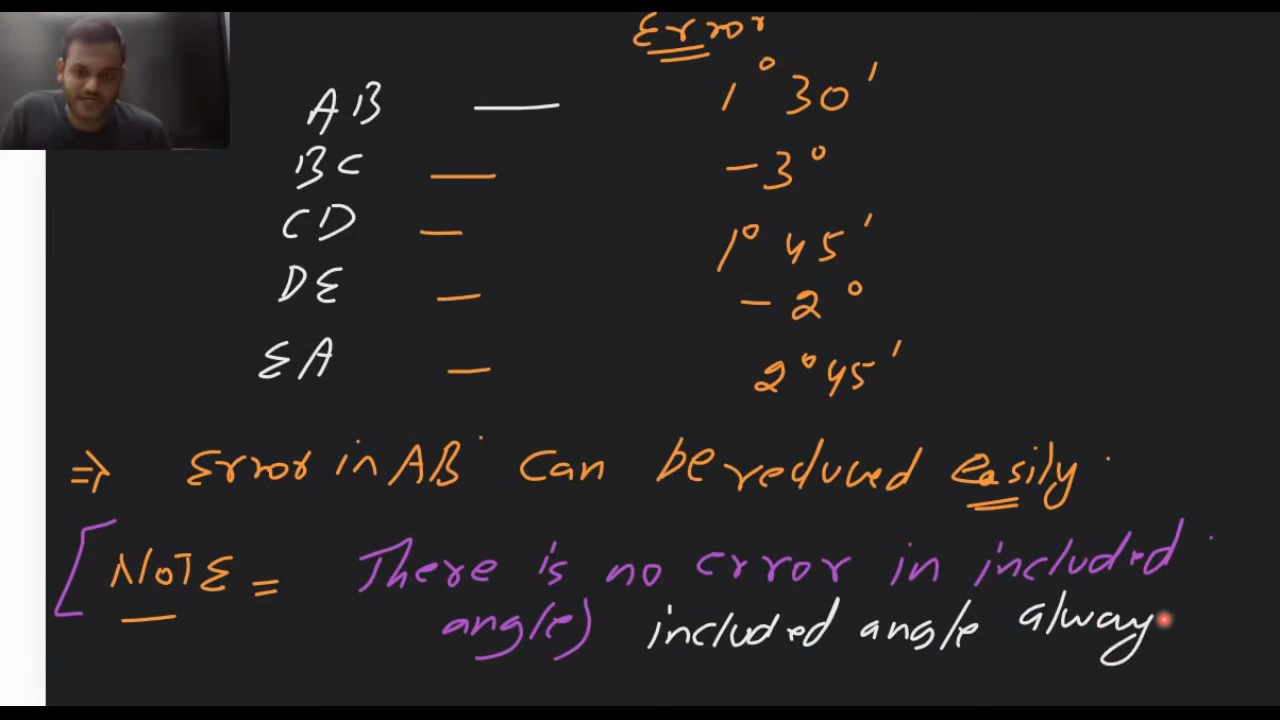 Error
AB — 1° 30'
BC — -3°
CD — 1° 45'
DE — -2°
EA — 2° 45'
⇒ Error in AB can be reduced easily.
[NOTE = There is no error in included
angle) included angle alway